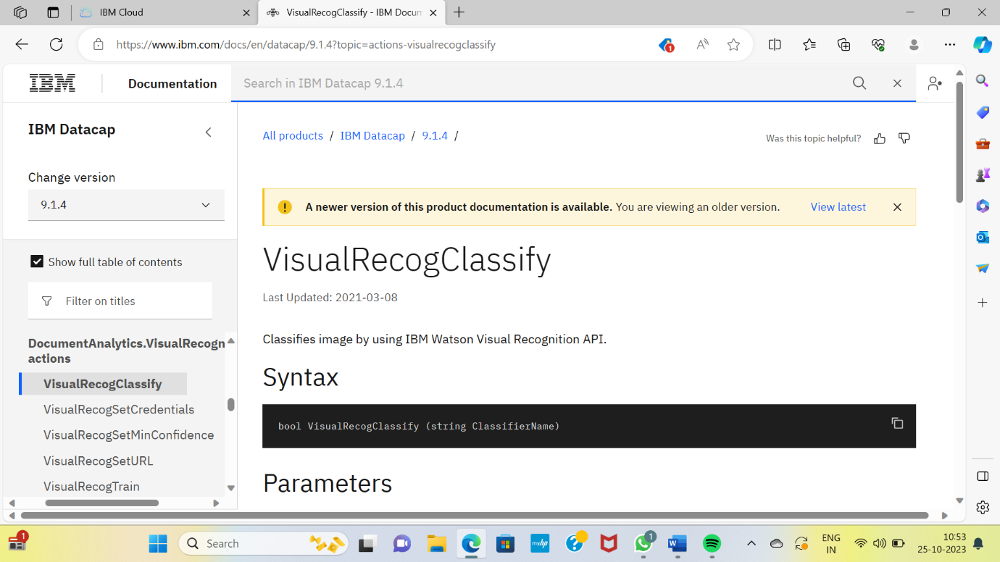 IBM Cloud
VisualRecogClassify - IBM Docum
https://www.ibm.com/docs/en/datacap/9.1.4?topic=actions-visualrecogclassify
1
IBM
Documentation
Search in IBM Datacap 9.1.4
IBM Datacap
Change version
9.1.4
Show full table of contents
Filter on titles
DocumentAnalytics.VisualRecogn
actions
VisualRecogClassify
VisualRecogSetCredentials
VisualRecogSetMinConfidence
VisualRecogSetURL
VisualRecogTrain
All products / IBM Datacap / 9.1.4 /
Was this topic helpful?
A newer version of this product documentation is available. You are viewing an older version.
View latest
VisualRecogClassify
Last Updated: 2021-03-08
Classifies image by using IBM Watson Visual Recognition API.
Syntax
bool VisualRecogClassify (string ClassifierName)
Parameters
1
Search
myhp
1
ENG
IN
10:53
25-10-2023